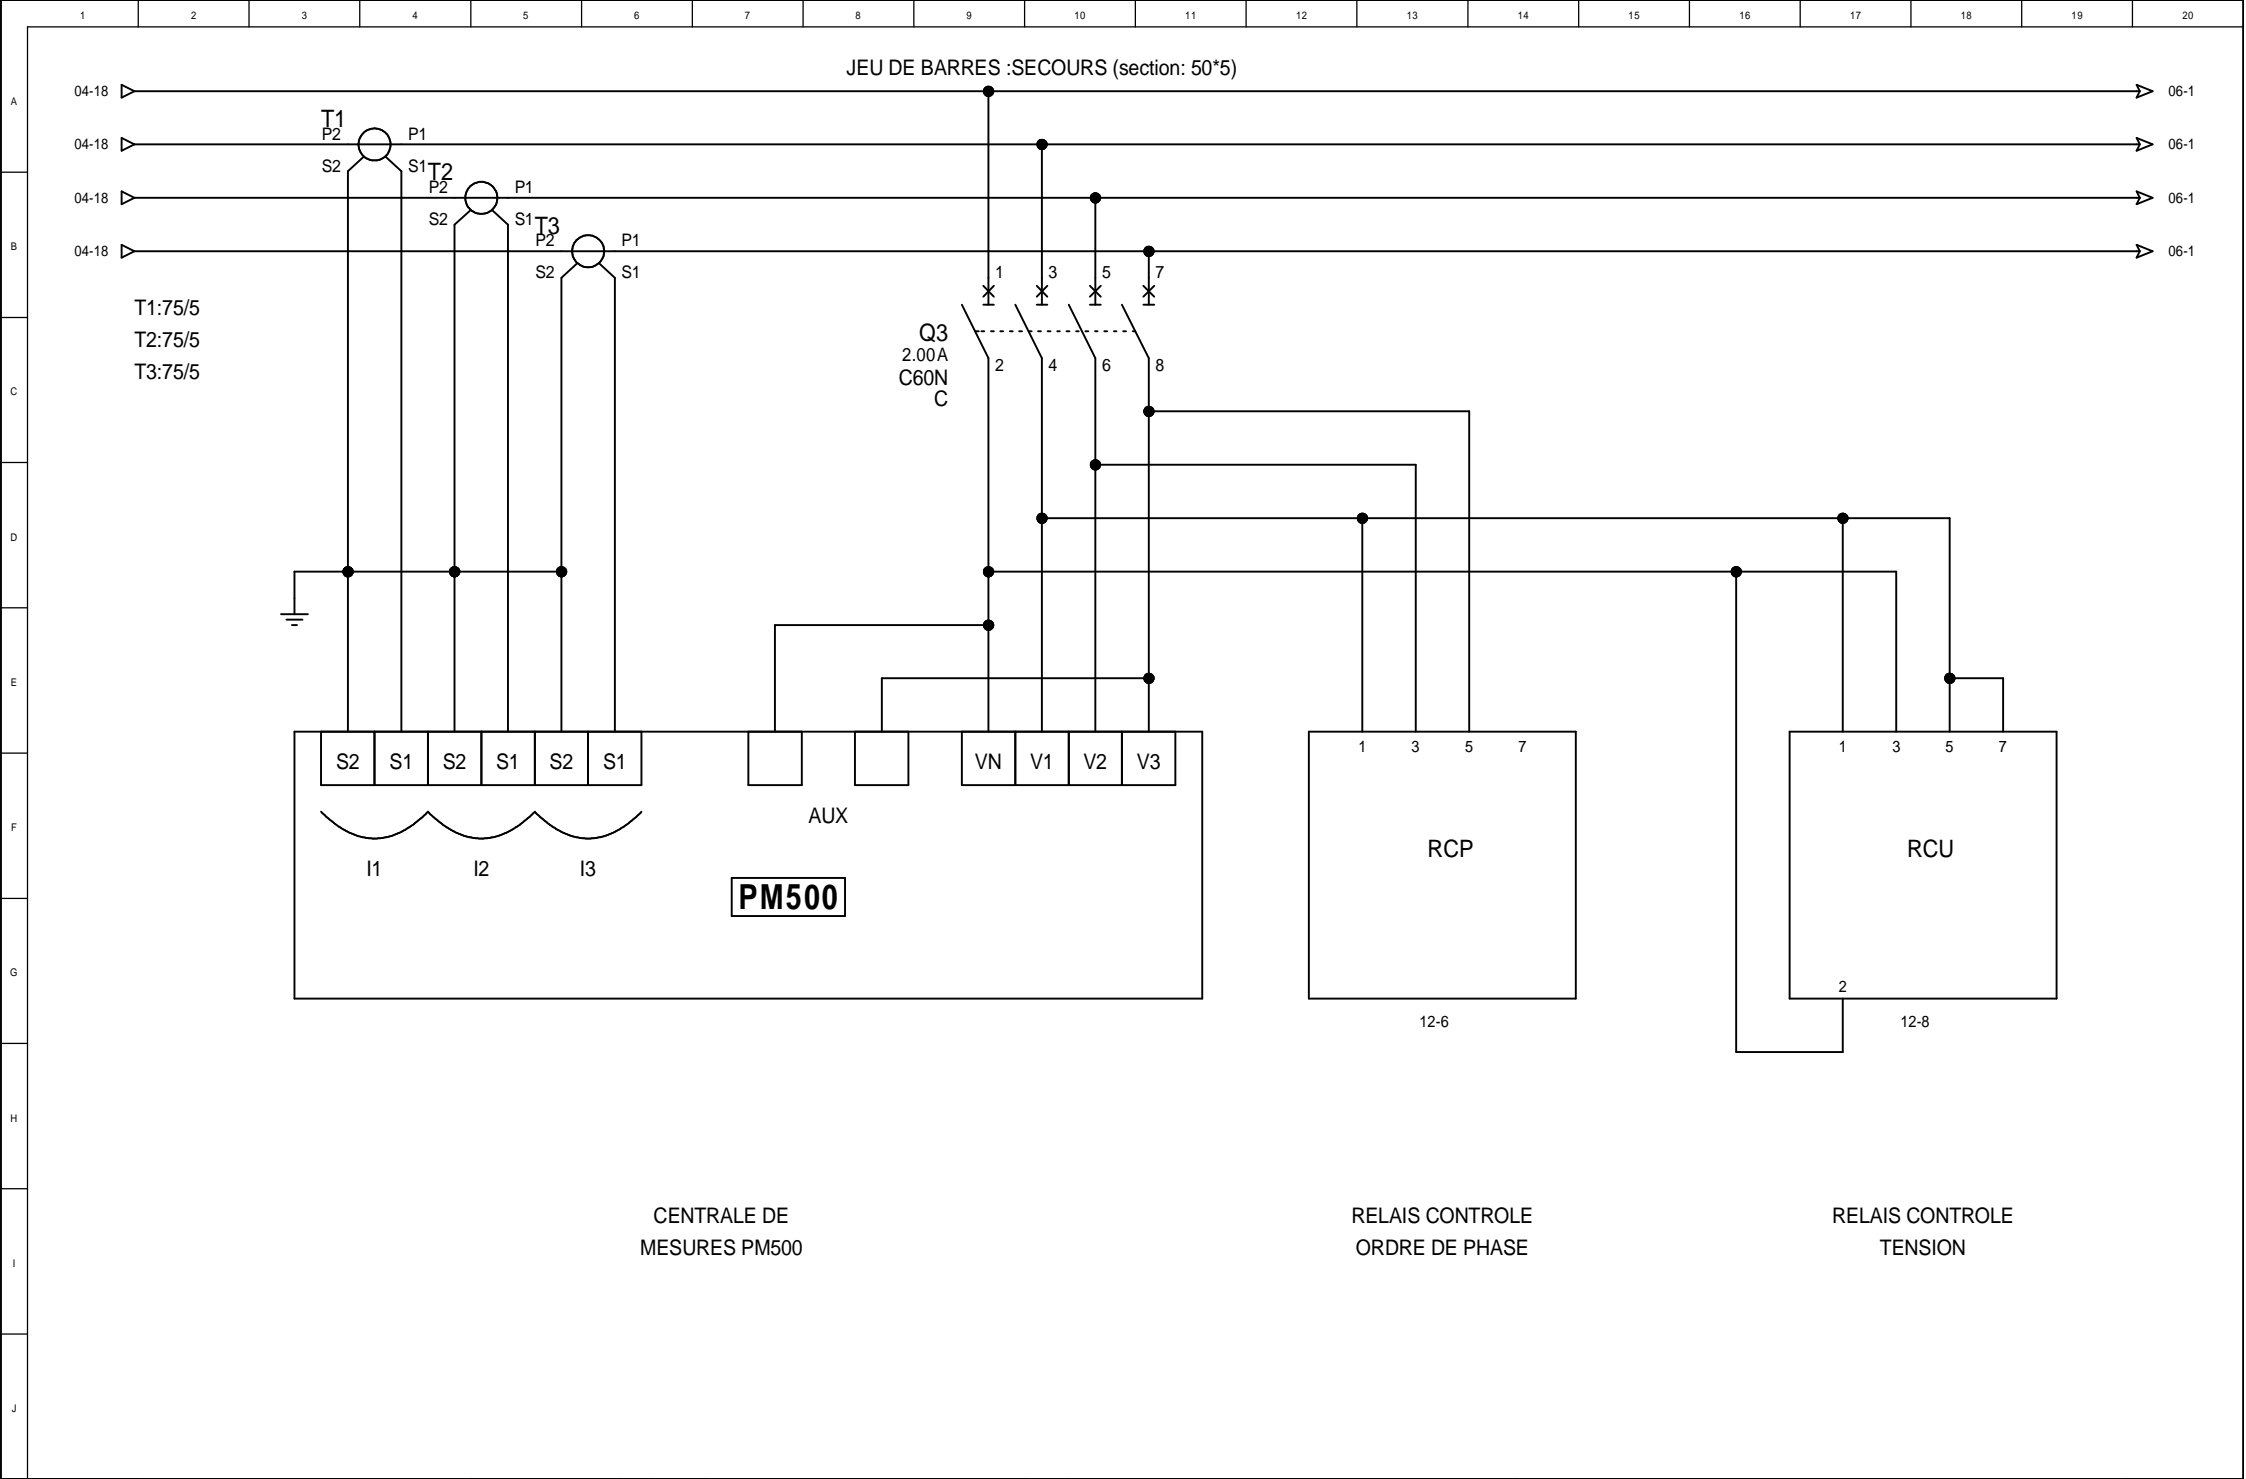 1 2 3 4 5 6 7 8 9 10 11 12 13 14 15 16 17 18 19 20
JEU DE BARRES :SECOURS (section: 50*5)
A
04-18
06-1
T1
P2
P1
04-18
06-1
S2
S1
T2
P2
P1
04-18
06-1
S2
S1
T3
P2
P1
B
04-18
06-1
S2
S1
1 3 5 7
T1:75/5
T2:75/5
T3:75/5
Q3
2.00A
C60N
C
2 4 6 8
C
D
E
S2 S1 S2 S1 S2 S1
VN V1 V2 V3
1 3 5 7
1 3 5 7
AUX
F
RCP
RCU
I1 I2 I3
PM500
G
2
12-6
12-8
H
CENTRALE DE
MESURES PM500
RELAIS CONTROLE
ORDRE DE PHASE
RELAIS CONTROLE
TENSION
I
J